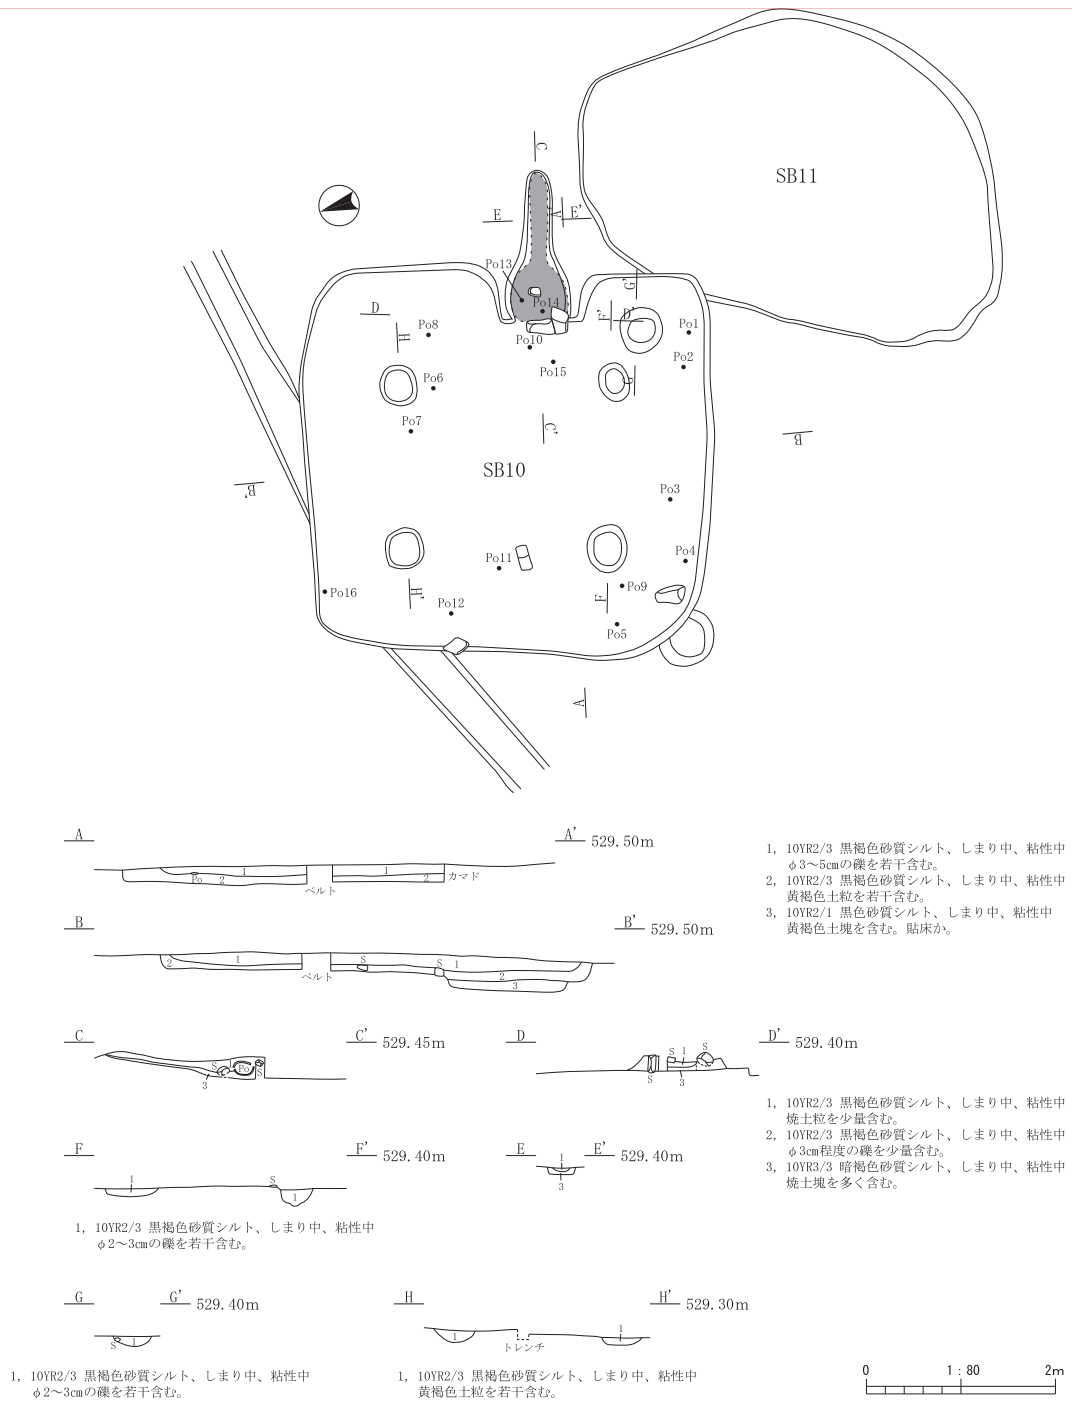 SB11
C
E
A'
E'
Po13
Po14
G'
D
F'
D'
Po8
H
Po1
Po10
Po2
Po15
Po6
G
Po7
C'
B
SB10
B'
Po3
Po11
Po4
Po16
H'
F
Po9
Po12
Po5
A
A
A' 529.50m
1
Po
2
ベルト
1
2
カマド
1, 10YR2/3 黒褐色砂質シルト、しまり中、粘性中
φ3～5cmの礫を若干含む。
2, 10YR2/3 黒褐色砂質シルト、しまり中、粘性中
黄褐色土粒を若干含む。
3, 10YR2/1 黒色砂質シルト、しまり中、粘性中
黄褐色土塊を含む。貼床か。
B
B' 529.50m
2
1
ベルト
S
S
1
2
3
C
C' 529.45m
S
Po
S
3
D
D' 529.40m
S
1
S
S
3
1, 10YR2/3 黒褐色砂質シルト、しまり中、粘性中
焼土粒を少量含む。
2, 10YR2/3 黒褐色砂質シルト、しまり中、粘性中
φ3cm程度の礫を少量含む。
3, 10YR3/3 暗褐色砂質シルト、しまり中、粘性中
焼土塊を多く含む。
F
F' 529.40m
1
S
1
1, 10YR2/3 黒褐色砂質シルト、しまり中、粘性中
φ2～3cmの礫を若干含む。
E
E' 529.40m
1
3
G
G' 529.40m
S
1
1, 10YR2/3 黒褐色砂質シルト、しまり中、粘性中
φ2～3cmの礫を若干含む。
H
H' 529.30m
1
トレンチ
1
1, 10YR2/3 黒褐色砂質シルト、しまり中、粘性中
黄褐色土粒を若干含む。
0 1:80 2m